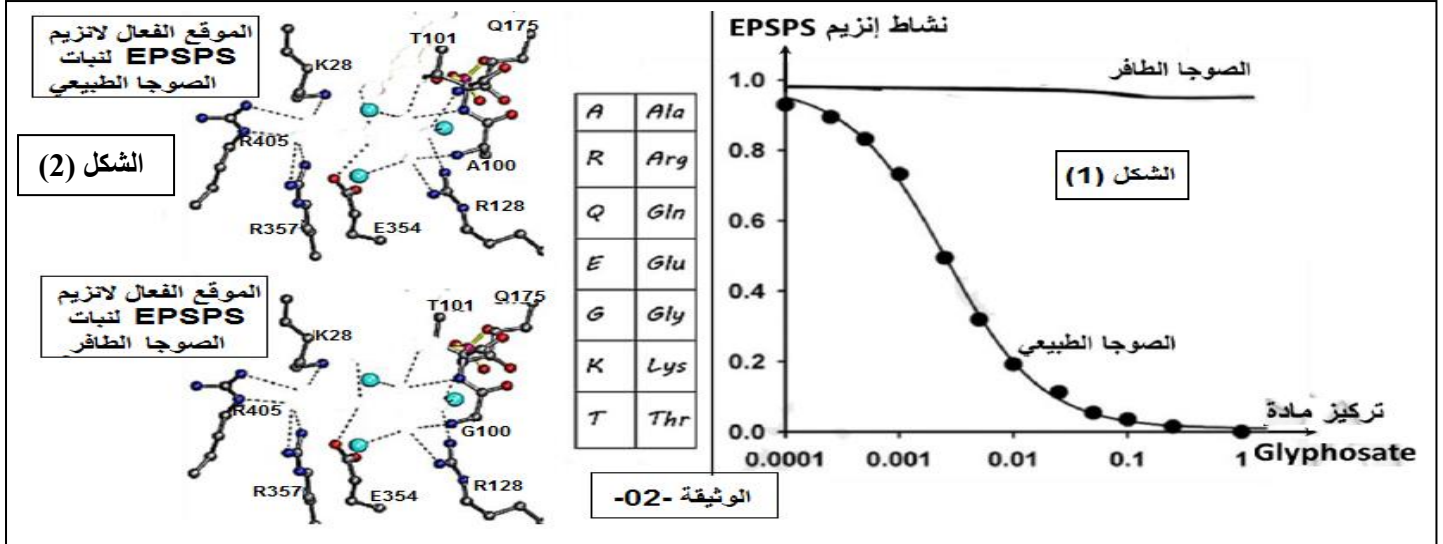 الموقع الفعال لانزيم
EPSPS لنبات
الصوجا الطبيعي
الشكل (2)
K28
T101
Q175
R405
A100
R128
R357
E354
الموقع الفعال لانزيم
EPSPS لنبات
الصوجا الطافر
K28
T101
Q175
R405
G100
R128
R357
E354
A Ala
R Arg
Q Gln
E Glu
G Gly
K Lys
T Thr
نشاط إنزيم EPSPS
1.0
0.8
0.6
0.4
0.2
0.0
الصوجا الطافر
الشكل (1)
الصوجا الطبيعي
تركيز مادة
Glyphosate
0.0001 0.001 0.01 0.1 1
الوثيقة -02-